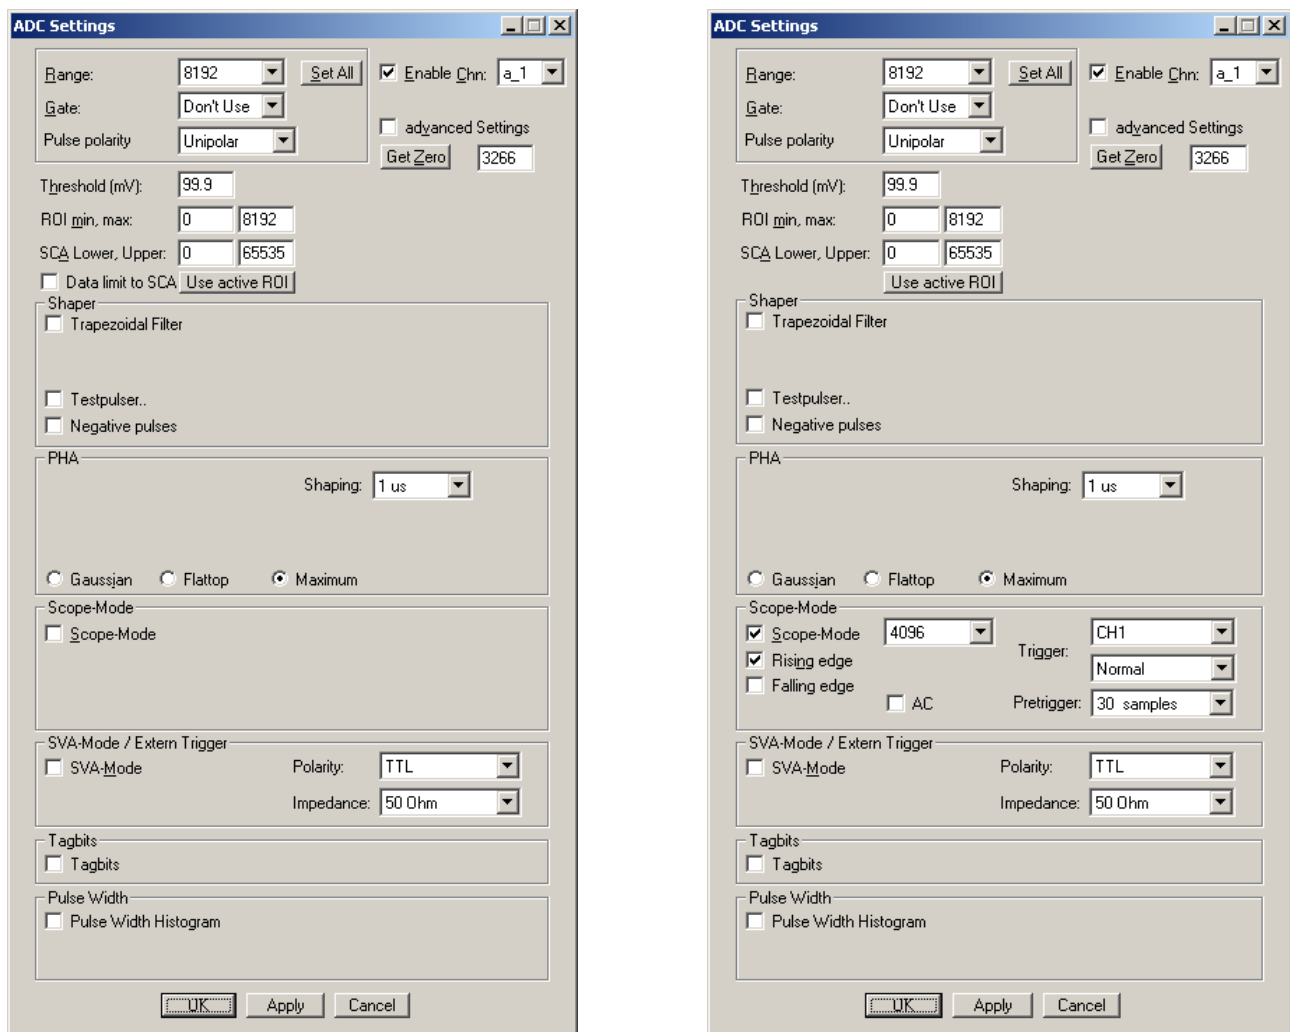 ADC Settings
Range: 8192 Set All Enable Chn: a_1
Gate: Don't Use
advanced Settings
Pulse polarity Unipolar
Get Zero 3266
Threshold (mV): 99.9
ROI min, max: 0 8192
SCA Lower, Upper: 0 65535
Data limit to SCA Use active ROI
Shaper
Trapezoidal Filter
Testpulser..
Negative pulses
PHA
Shaping: 1 us
Gaussian Flattop Maximum
Scope-Mode
Scope-Mode
SVA-Mode / Extern Trigger
SVA-Mode Polarity: TTL
Impedance: 50 Ohm
Tagbits
Tagbits
Pulse Width
Pulse Width Histogram
OK Apply Cancel
ADC Settings
Range: 8192 Set All Enable Chn: a_1
Gate: Don't Use
advanced Settings
Pulse polarity Unipolar
Get Zero 3266
Threshold (mV): 99.9
ROI min, max: 0 8192
SCA Lower, Upper: 0 65535
Use active ROI
Shaper
Trapezoidal Filter
Testpulser..
Negative pulses
PHA
Shaping: 1 us
Gaussian Flattop Maximum
Scope-Mode
Scope-Mode 4096 Trigger: CH1
Rising edge Normal
Falling edge
AC Pretrigger: 30 samples
SVA-Mode / Extern Trigger
SVA-Mode Polarity: TTL
Impedance: 50 Ohm
Tagbits
Tagbits
Pulse Width
Pulse Width Histogram
OK Apply Cancel